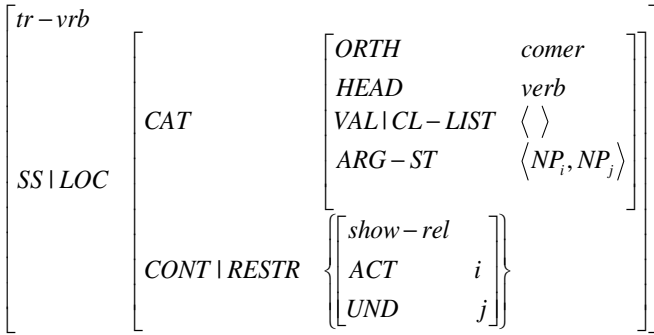 tr – vrb
ORTH comer
HEAD verb
CAT VAL | CL – LIST ⟨ ⟩
ARG – ST ⟨NP_i, NP_j⟩
SS | LOC
show – rel
CONT | RESTR ACT i
UND j